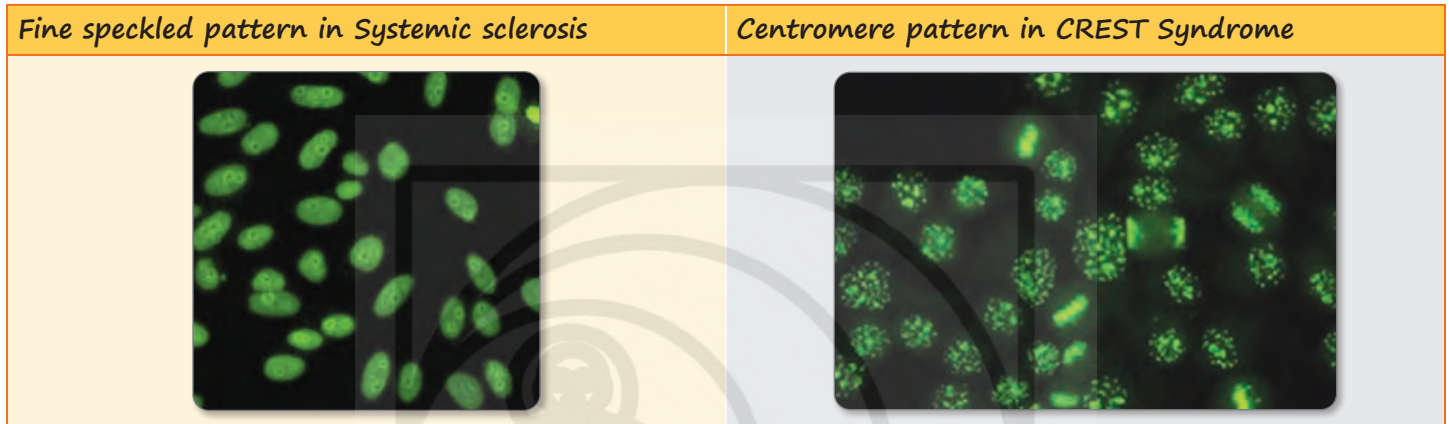 Fine speckled pattern in Systemic sclerosis
Centromere pattern in CREST Syndrome